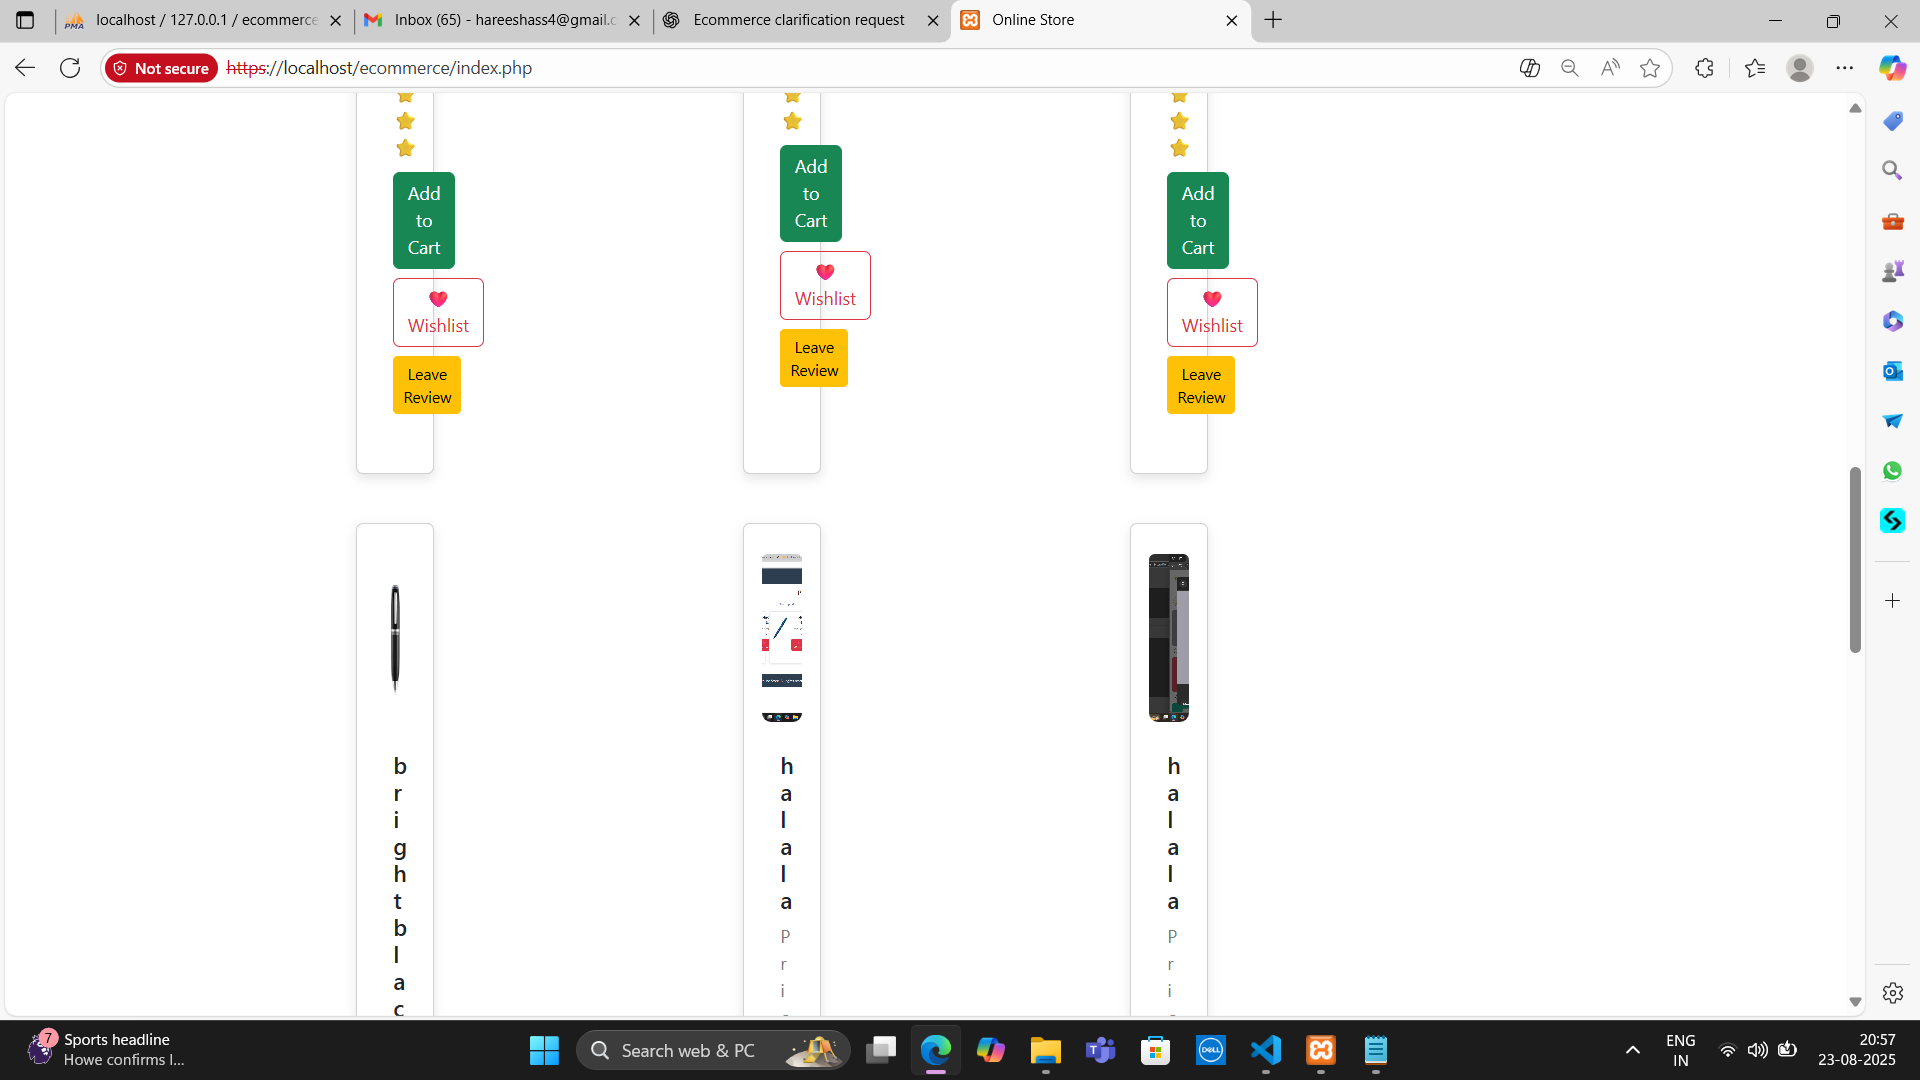 localhost / 127.0.0.1 / ecommerce
Inbox (65) - hareeshass4@gmail.c
Ecommerce clarification request
Online Store
Not secure
https://localhost/ecommerce/index.php
Add
to
Cart
Wishlist
Leave
Review
Add
to
Cart
Wishlist
Leave
Review
Add
to
Cart
Wishlist
Leave
Review
b
r
i
g
h
t
b
l
a
c
h
a
l
a
l
a
P
r
i
h
a
l
a
l
a
P
r
i
7
Sports headline
Howe confirms I...
Search web & PC
DELL
ENG
IN
20:57
23-08-2025